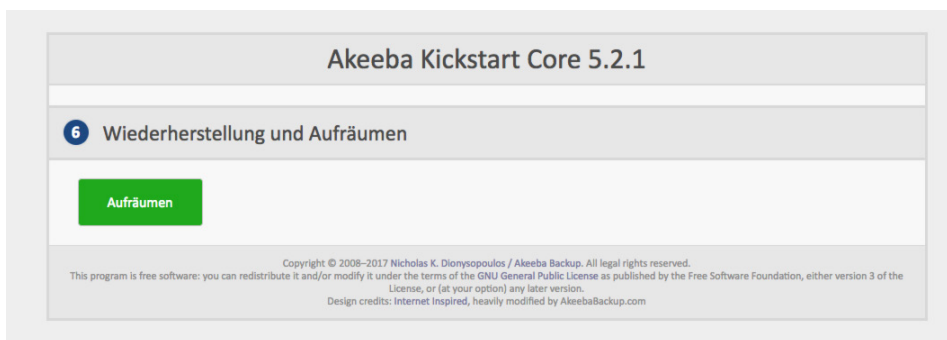 Akeeba Kickstart Core 5.2.1
6 Wiederherstellung und Aufräumen
Aufräumen
Copyright © 2008–2017 Nicholas K. Dionysopoulos / Akeeba Backup. All legal rights reserved.
This program is free software: you can redistribute it and/or modify it under the terms of the GNU General Public License as published by the Free Software Foundation, either version 3 of the
License, or (at your option) any later version.
Design credits: Internet Inspired, heavily modified by AkeebaBackup.com